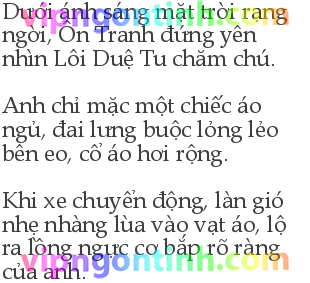 Dưới ánh sáng mặt trời rạng
ngời, Ôn Tranh đứng yên
nhìn Lôi Duệ Tu chăm chú.
Anh chỉ mặc một chiếc áo
ngủ, đai lưng buộc lỏng lẻo
bên eo, cổ áo hơi rộng.
Khi xe chuyển động, làn gió
nhẹ nhàng lùa vào vạt áo, lộ
ra lồng ngực cơ bắp rõ ràng
của anh.
vipngontinh.com
vipngontinh.com